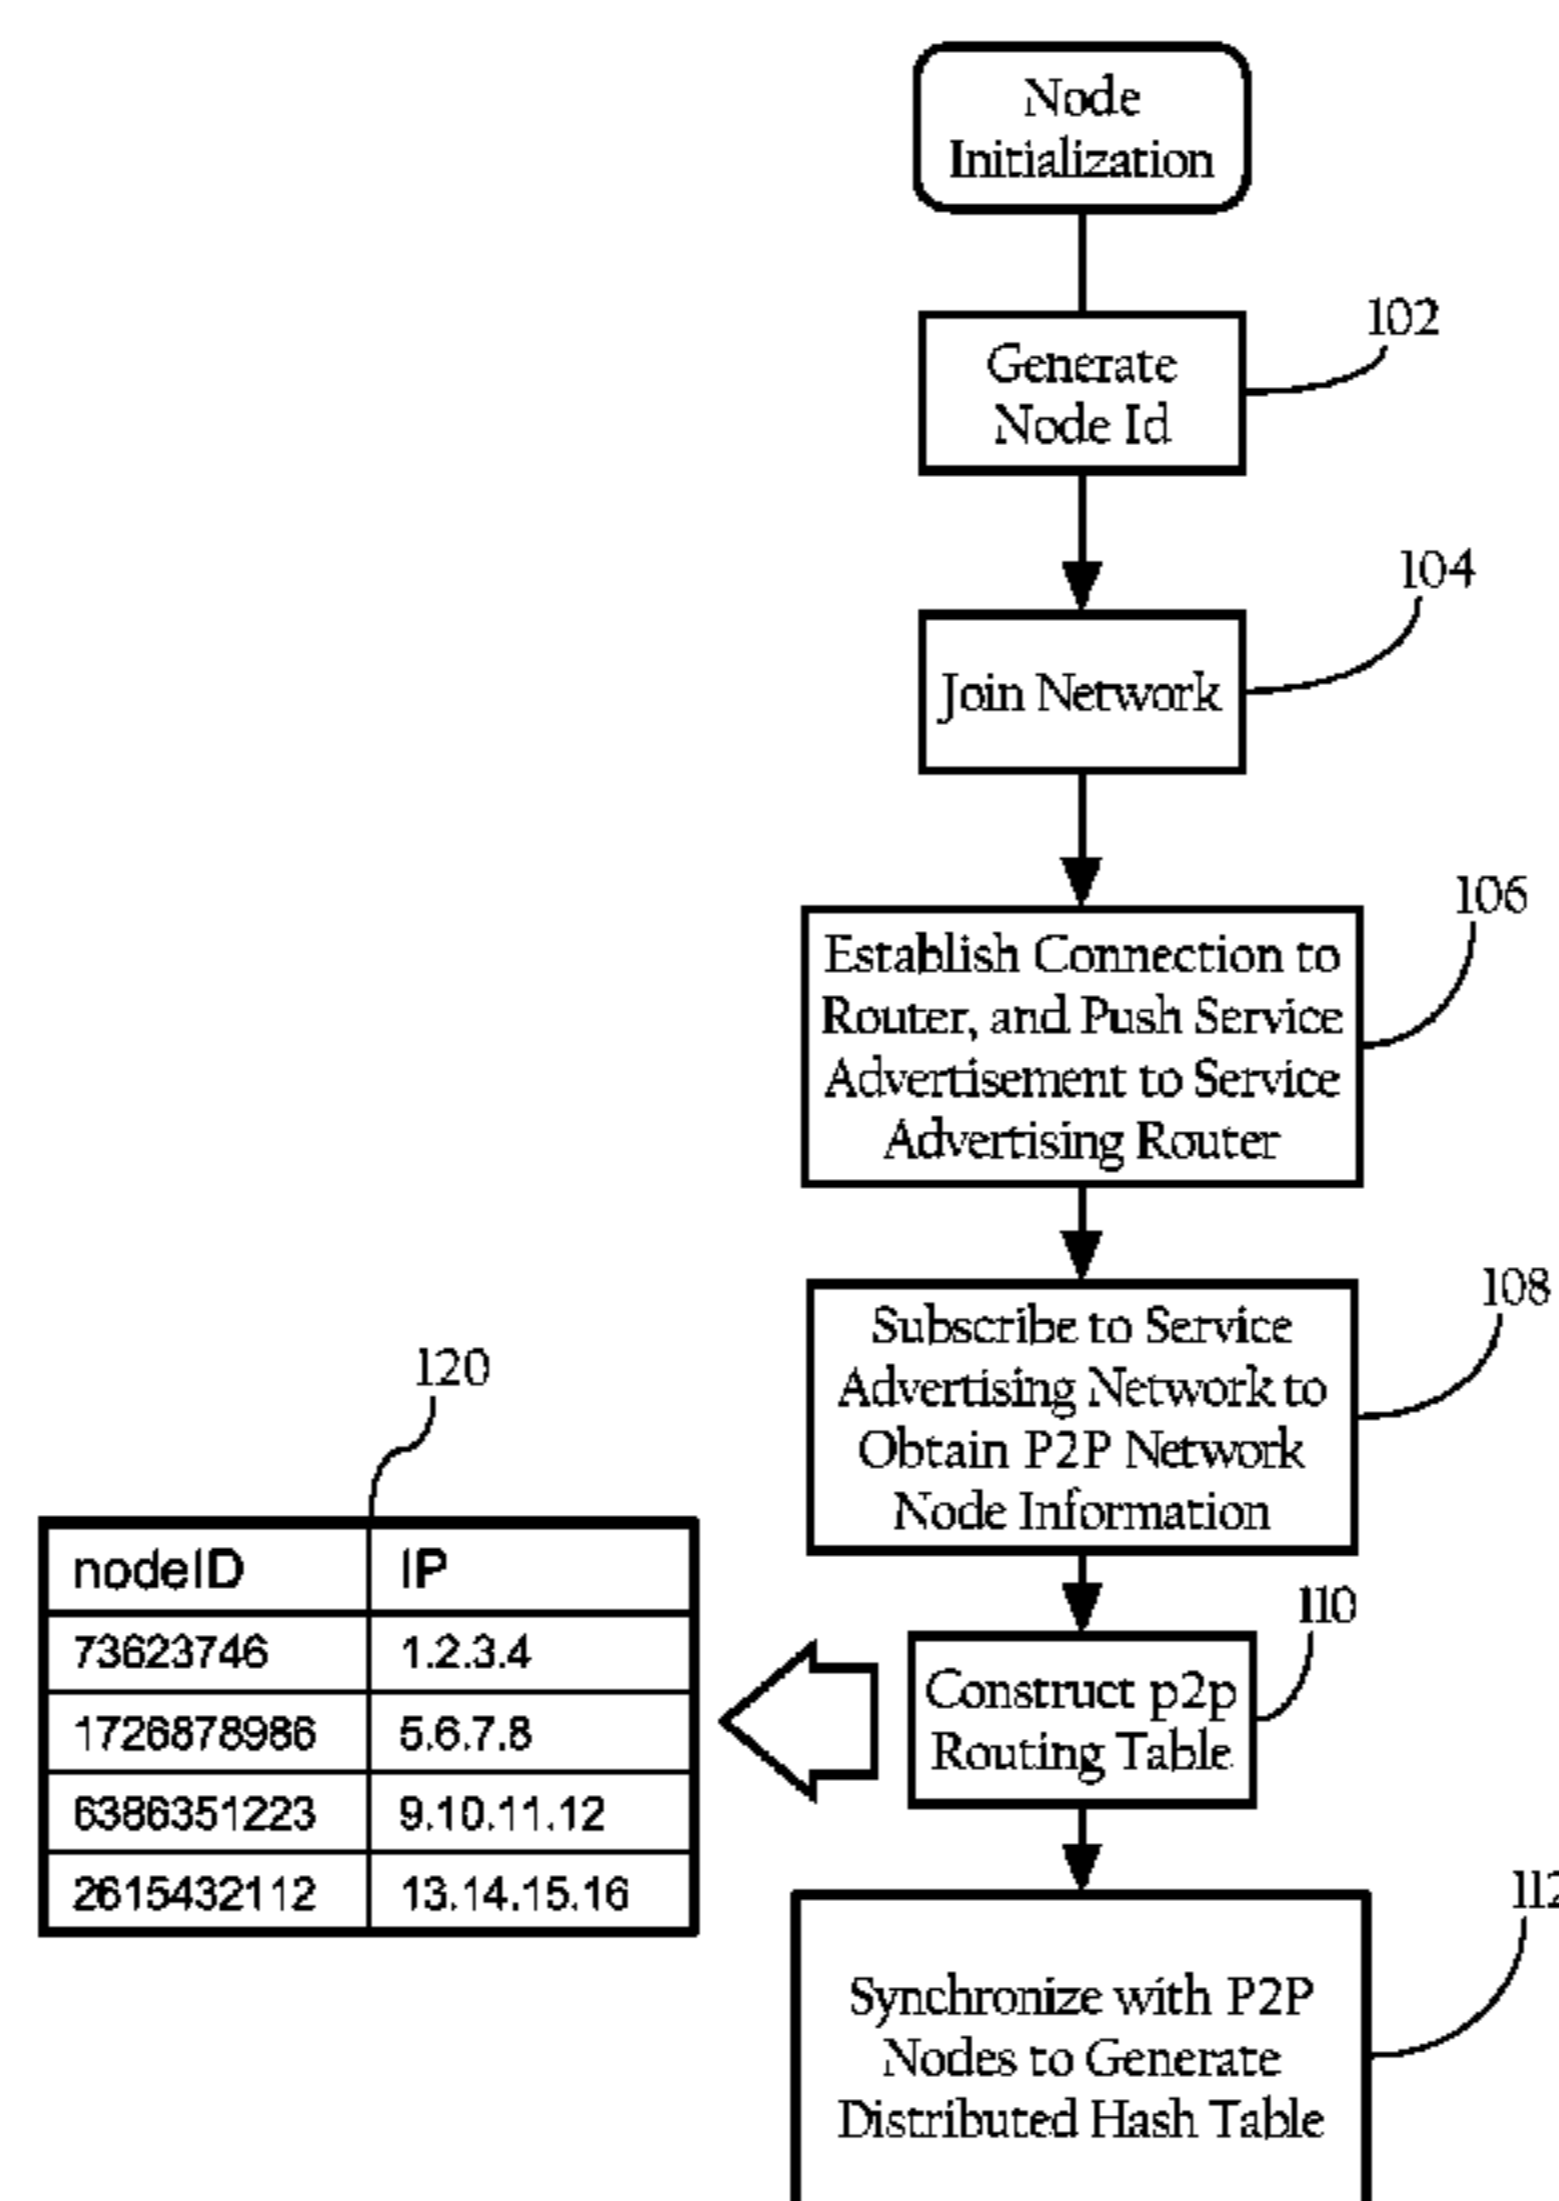 Node
Initialization
102
Generate
Node Id
104
Join Network
106
Establish Connection to
Router, and Push Service
Advertisement to Service
Advertising Router
108
Subscribe to Service
Advertising Network to
Obtain P2P Network
Node Information
120
nodeID IP
73623746 1.2.3.4
1726878986 5.6.7.8
6386351223 9.10.11.12
2615432112 13.14.15.16
110
Construct p2p
Routing Table
112
Synchronize with P2P
Nodes to Generate
Distributed Hash Table